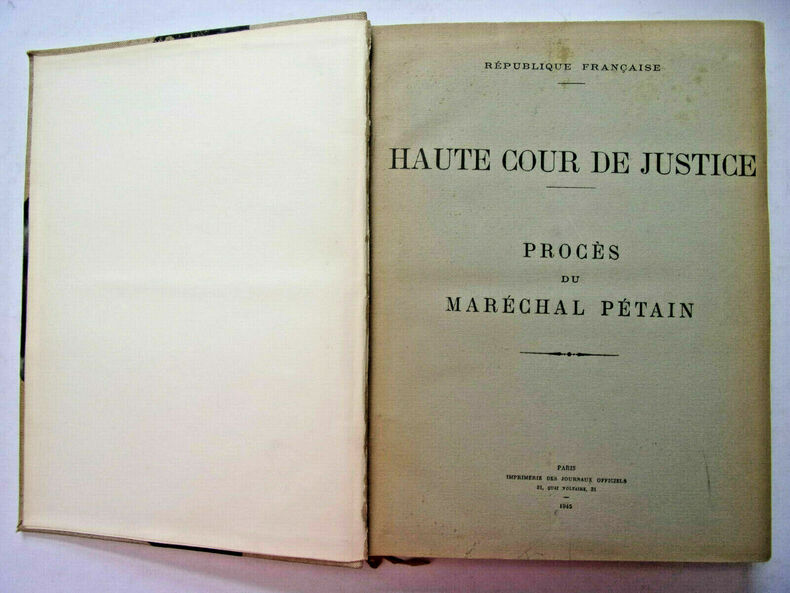 RÉPUBLIQUE FRANÇAISE
HAUTE COUR DE JUSTICE
PROCÈS
DU
MARÉCHAL PÉTAIN
PARIS
IMPRIMERIE DES JOURNAUX OFFICIELS
31, QUAI VOLTAIRE, 31
1945